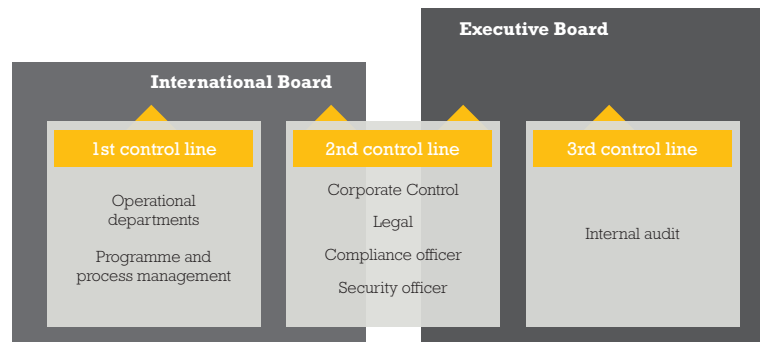 Executive Board
International Board
1st control line
Operational
departments
Programme and
process management
2nd control line
Corporate Control
Legal
Compliance officer
Security officer
3rd control line
Internal audit